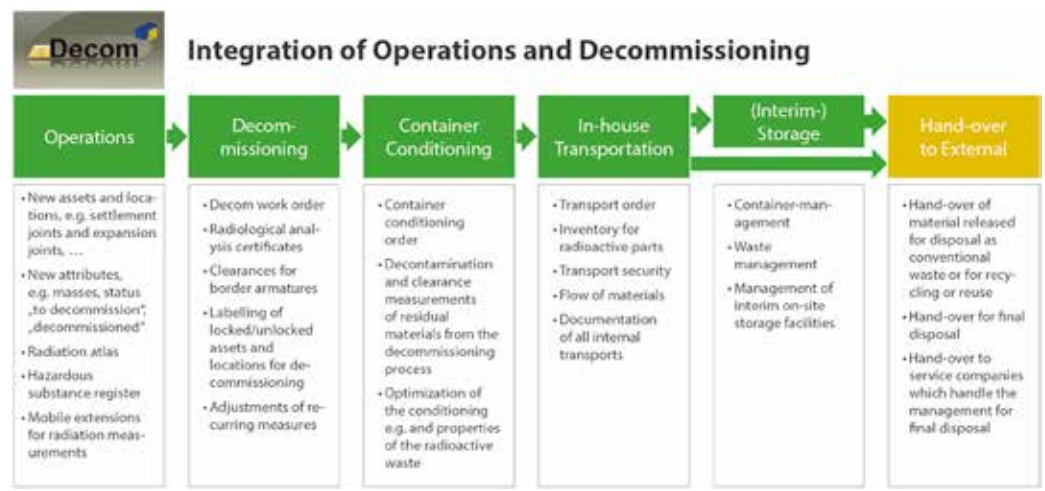 Decom
Integration of Operations and Decommissioning
Operations
Decom-
missioning
Container
Conditioning
In-house
Transportation
(Interim-)
Storage
Hand-over
to External
• New assets and loca-
tions, e.g. settlement
joints and expansion
joints, …
• New attributes,
e.g. masses, status
„to decommission“,
„decommissioned“
• Radiation atlas
• Hazardous
substance register
• Mobile extensions
for radiation meas-
urements
• Decom work order
• Radiological anal-
ysis certificates
• Clearances for
border armatures
• Labelling of
locked/unlocked
assets and
locations for de-
commissioning
• Adjustments of re-
curring measures
• Container
conditioning
order
• Decontamination
and clearance
measurements
of residual
materials from the
decommissioning
process
• Optimization of
the conditioning
e.g. and properties
of the radioactive
waste
• Transport order
• Inventory for
radioactive parts
• Transport security
• Flow of materials
• Documentation
of all internal
transports
• Container-man-
agement
• Waste
management
• Management of
interim on-site
storage facilities
• Hand-over of
material released
for disposal as
conventional
waste or for recy-
cling or reuse
• Hand-over for final
disposal
• Hand-over to
service companies
which handle the
management for
final disposal